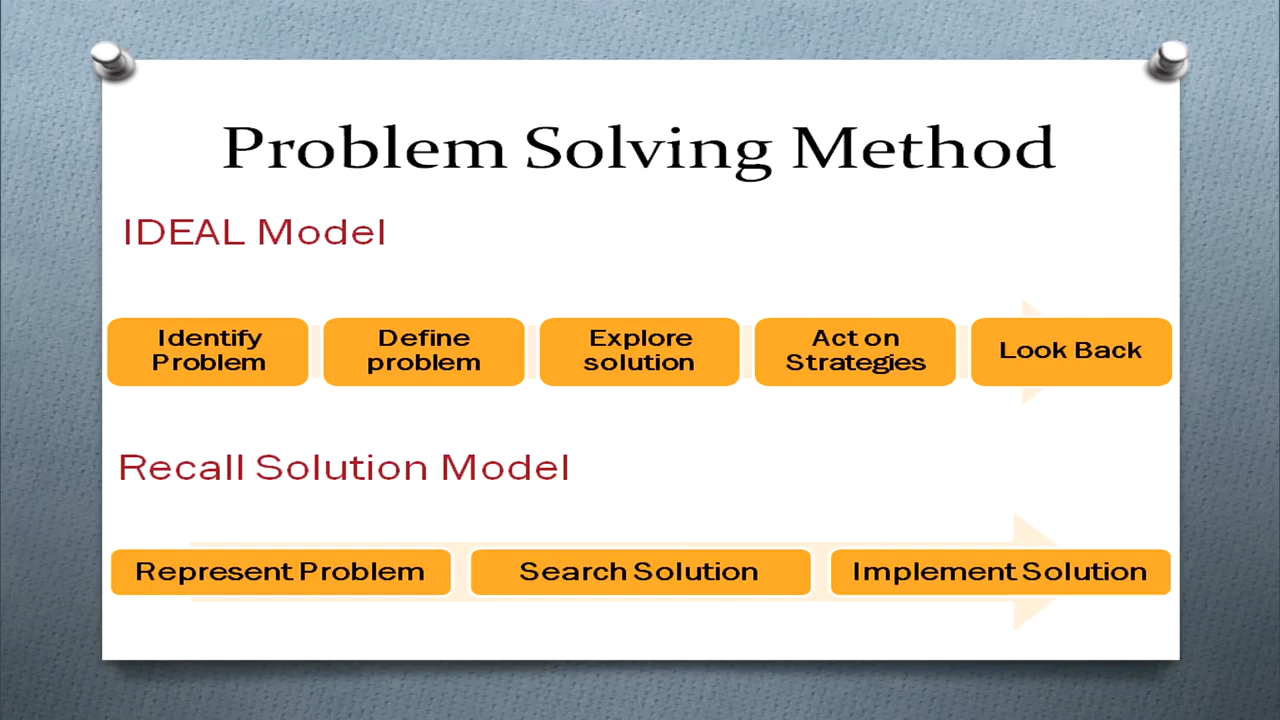 Problem Solving Method
IDEAL Model
Identify
Problem
Define
problem
Explore
solution
Act on
Strategies
Look Back
Recall Solution Model
Represent Problem
Search Solution
Implement Solution